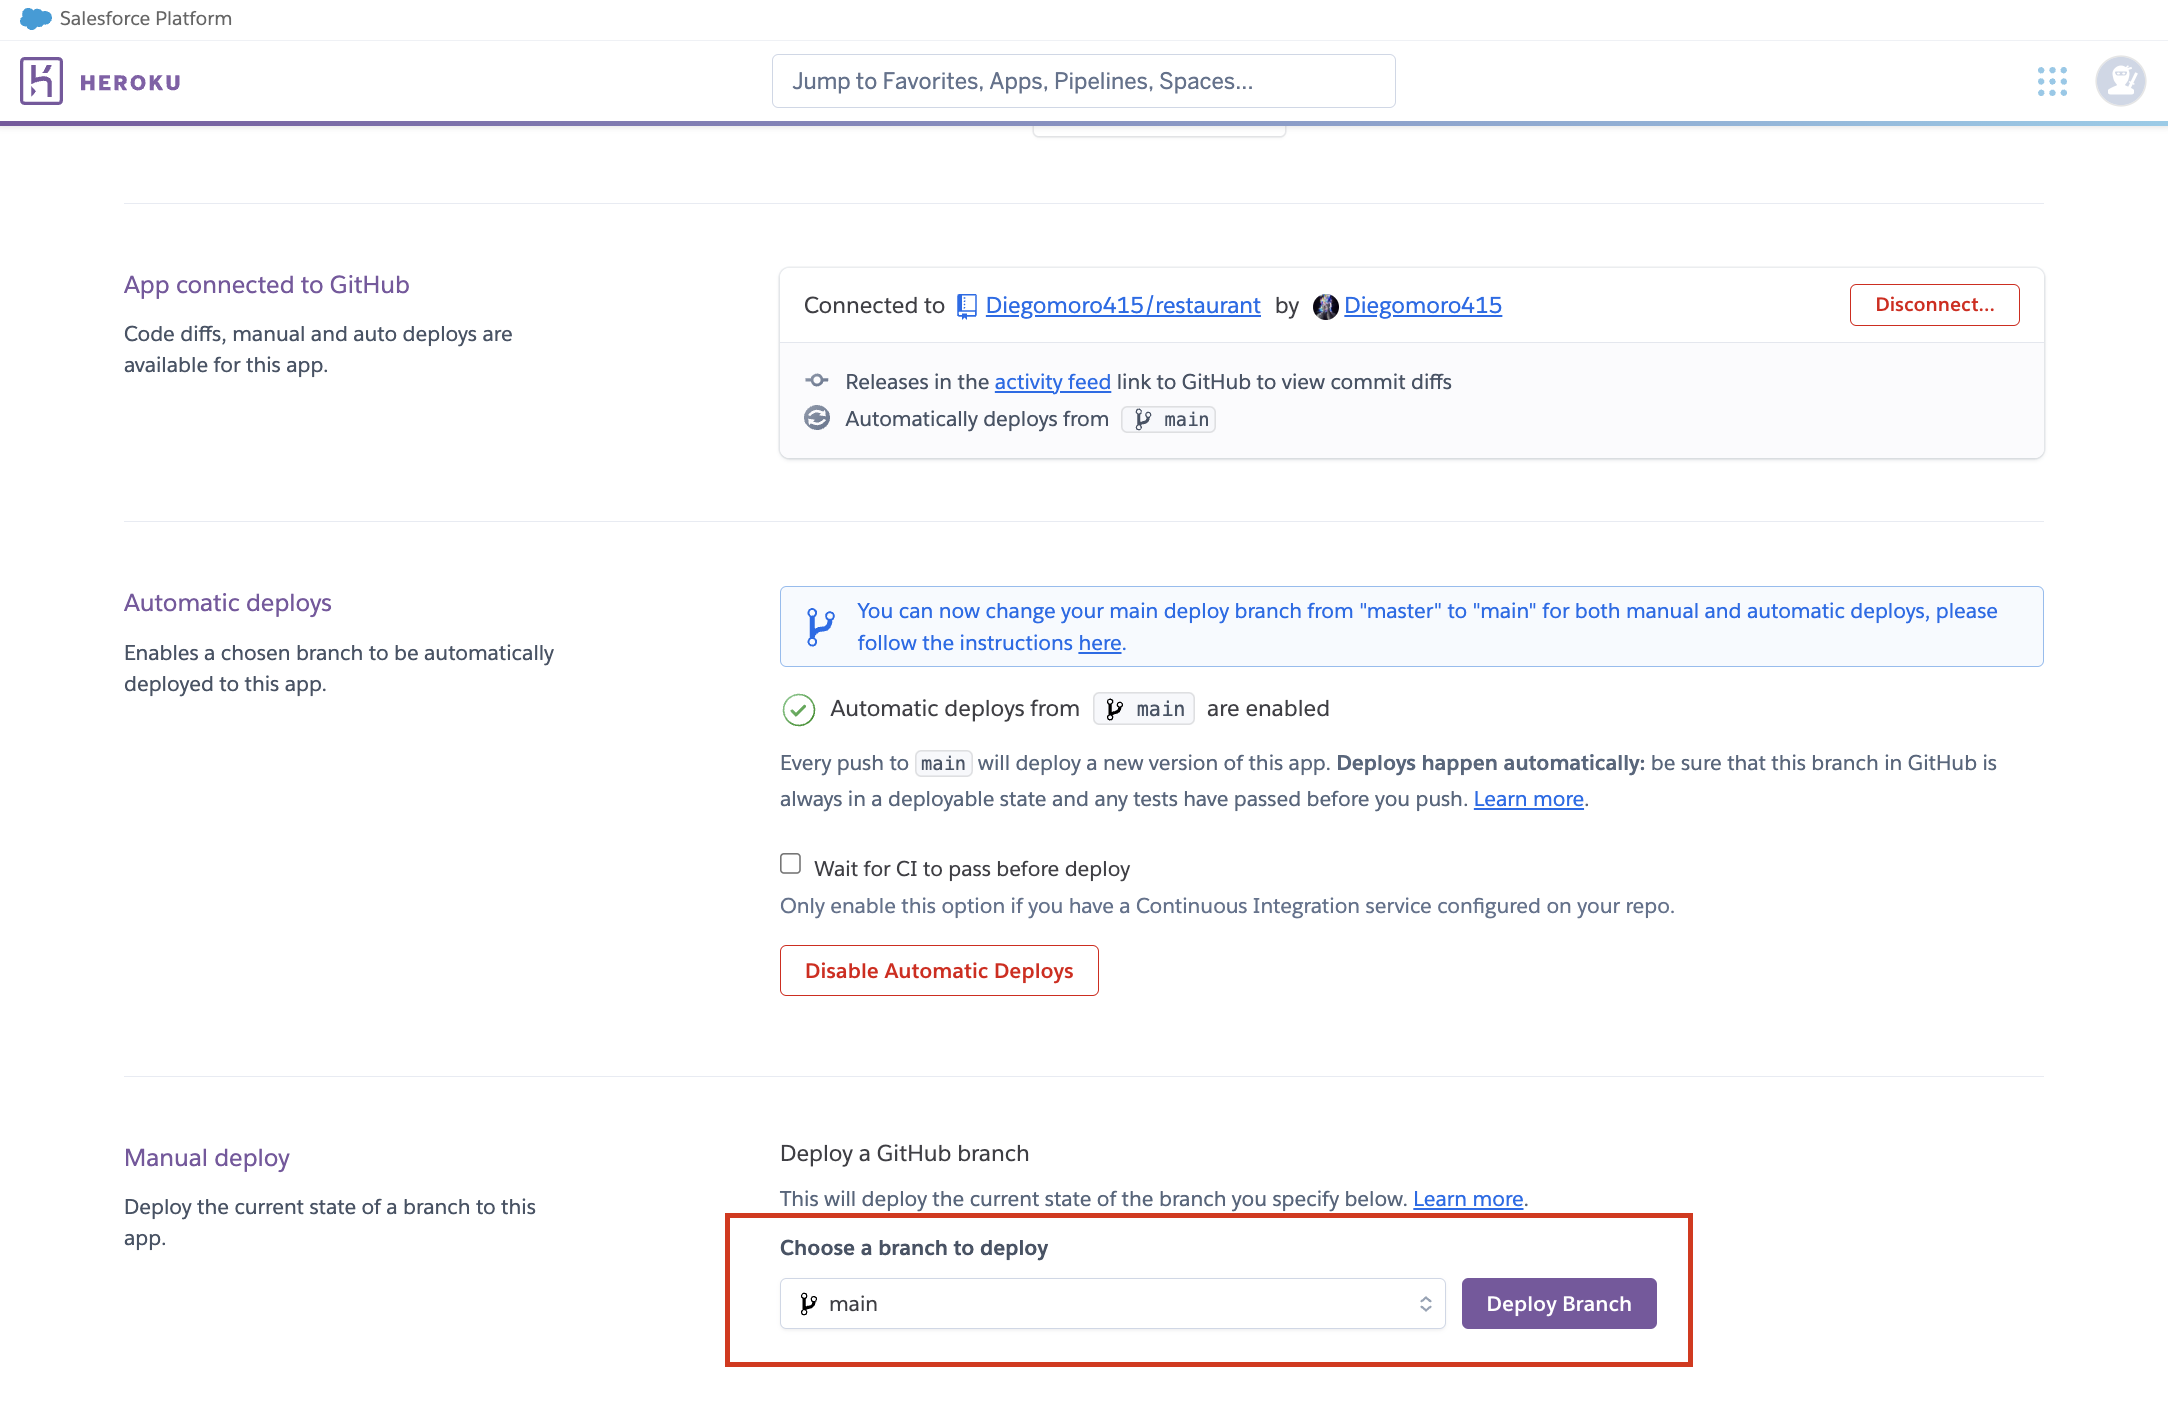 Salesforce Platform
HEROKU
Jump to Favorites, Apps, Pipelines, Spaces...
App connected to GitHub
Code diffs, manual and auto deploys are
available for this app.
Connected to Diegomoro415/restaurant by Diegomoro415
Disconnect...
Releases in the activity feed link to GitHub to view commit diffs
Automatically deploys from main
Automatic deploys
Enables a chosen branch to be automatically
deployed to this app.
You can now change your main deploy branch from "master" to "main" for both manual and automatic deploys, please
follow the instructions here.
Automatic deploys from main are enabled
Every push to main will deploy a new version of this app. Deploys happen automatically: be sure that this branch in GitHub is
always in a deployable state and any tests have passed before you push. Learn more.
Wait for CI to pass before deploy
Only enable this option if you have a Continuous Integration service configured on your repo.
Disable Automatic Deploys
Manual deploy
Deploy the current state of a branch to this
app.
Deploy a GitHub branch
This will deploy the current state of the branch you specify below. Learn more.
Choose a branch to deploy
main
Deploy Branch